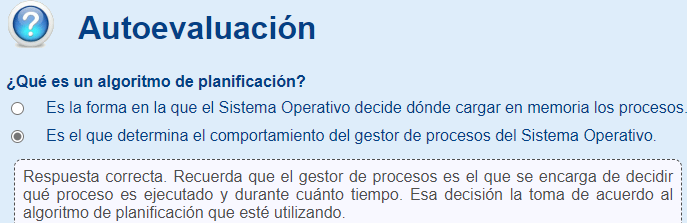 Autoevaluación
¿Qué es un algoritmo de planificación?
Es la forma en la que el Sistema Operativo decide dónde cargar en memoria los procesos.
Es el que determina el comportamiento del gestor de procesos del Sistema Operativo.
Respuesta correcta. Recuerda que el gestor de procesos es el que se encarga de decidir
qué proceso es ejecutado y durante cuánto tiempo. Esa decisión la toma de acuerdo al
algoritmo de planificación que esté utilizando.